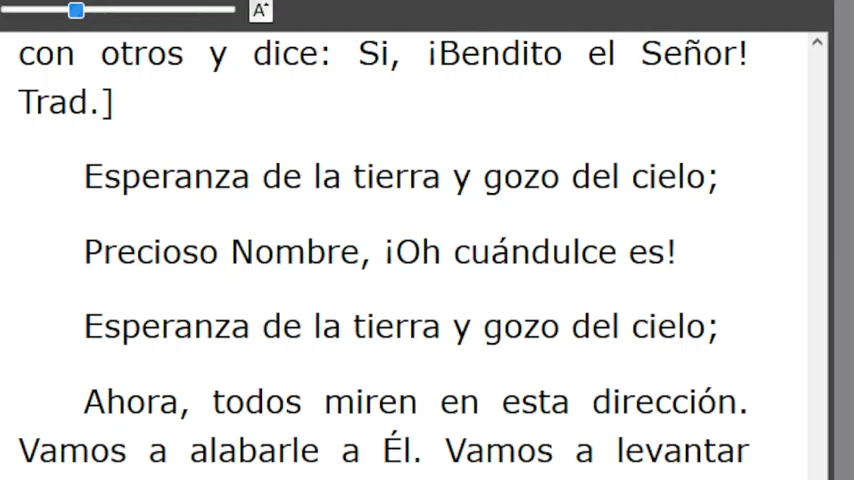 A
con otros y dice: Si, ¡Bendito el Señor!
Trad.]
Esperanza de la tierra y gozo del cielo;
Precioso Nombre, ¡Oh cuándulce es!
Esperanza de la tierra y gozo del cielo;
Ahora, todos miren en esta dirección.
Vamos a alabarle a Él. Vamos a levantar